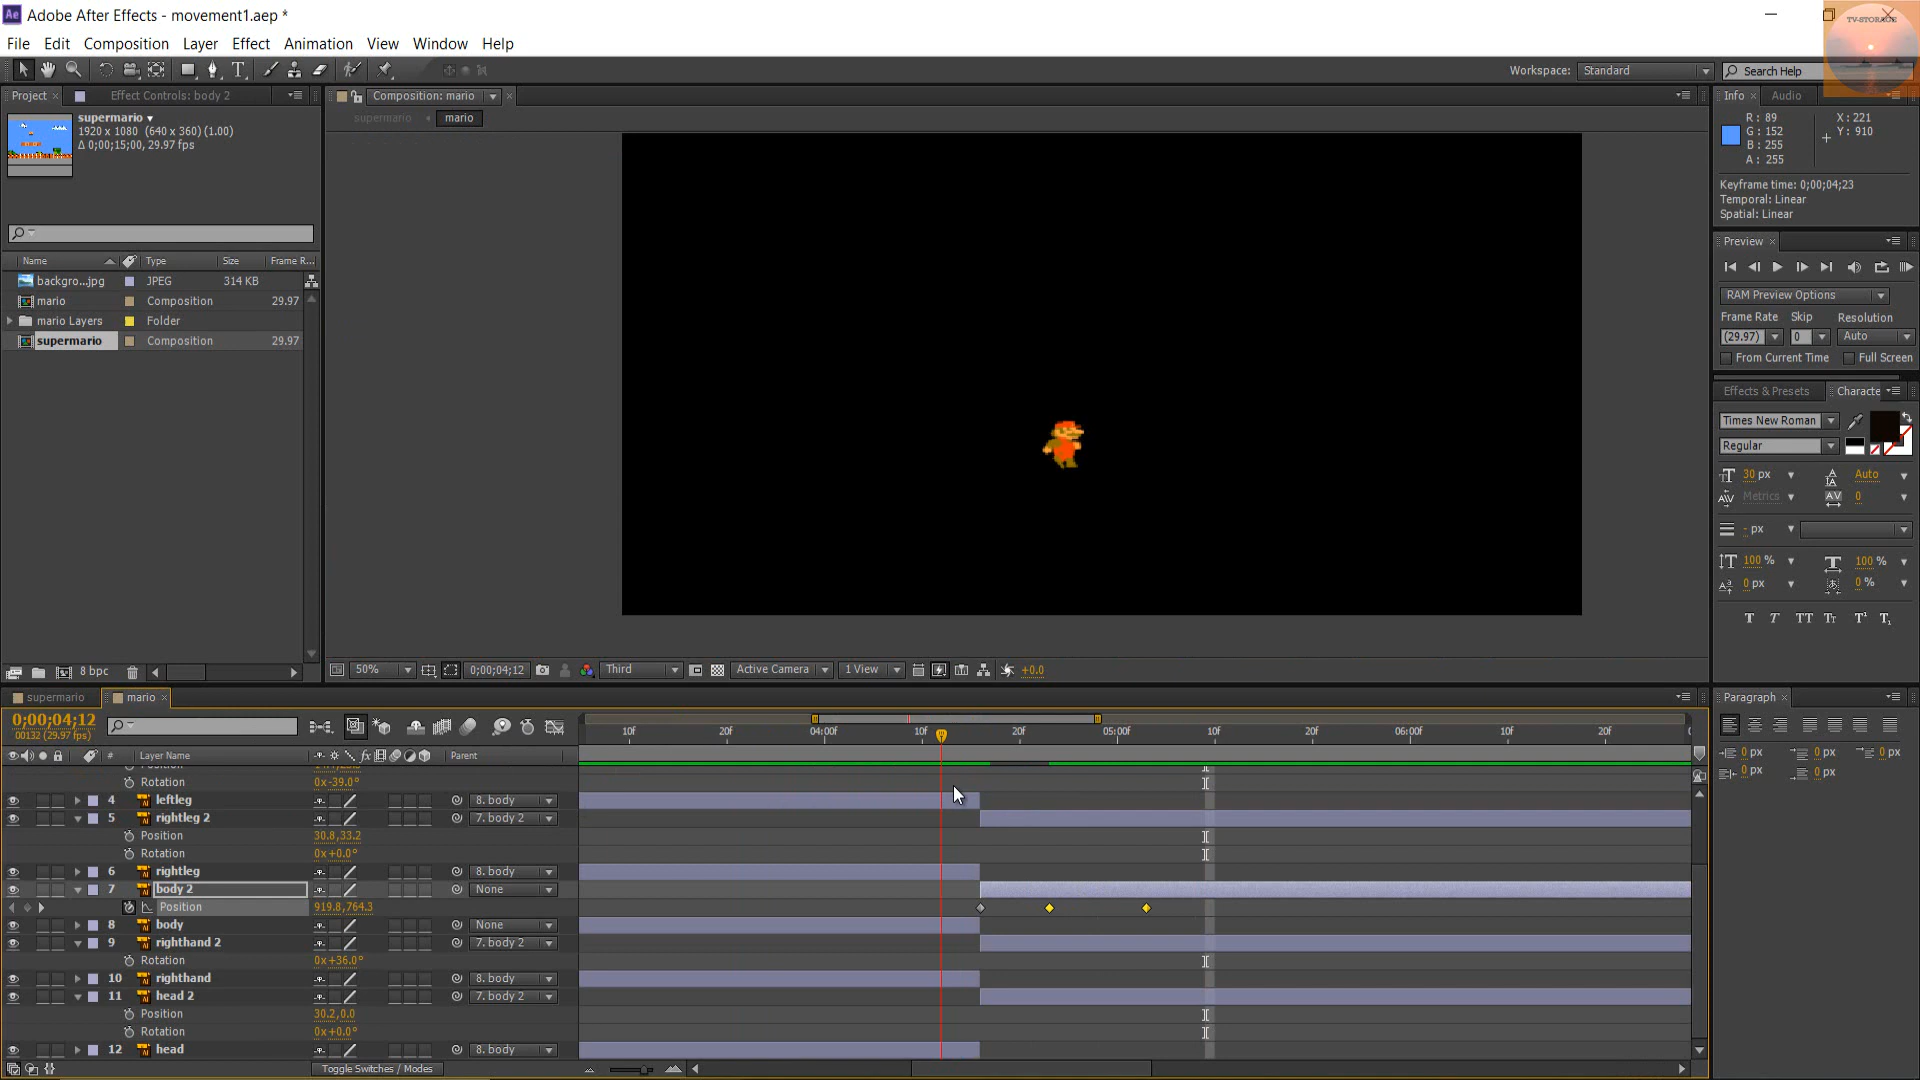 Adobe After Effects - movement1.aep *
TV-STORAGE
File Edit Composition Layer Effect Animation View Window Help
Workspace: Standard Search Help
Project Effect Controls: body 2
Composition: mario
Info Audio
supermario
1920 x 1080 (640 x 360) (1.00)
Δ 0;00;15;00, 29.97 fps
supermario mario
R: 89
G: 152
B: 255
A: 255
X: 221
Y: 910
Keyframe time: 0;00;04;23
Temporal: Linear
Spatial: Linear
Preview
Name Type Size Frame R...
backgro...jpg JPEG 314 KB
mario Composition 29.97
mario Layers Folder
supermario Composition 29.97
RAM Preview Options
Frame Rate Skip Resolution
(29.97) 0 Auto
From Current Time Full Screen
Effects & Presets Characte
Times New Roman
Regular
30 px Auto
Metrics 0
- px
100 % 100 %
0 px 0 %
8 bpc
50% 0;00;04;12 Third Active Camera 1 View +0.0
supermario mario
Paragraph
0;00;04;12
00132 (29.97 fps)
10f 20f 04:00f 10f 20f 05:00f 10f 20f 06:00f 10f 20f
0 px 0 px 0 px
0 px 0 px
# Layer Name Parent
Rotation 0x-39.0°
4 leftleg 8. body
5 rightleg 2 7. body 2
Position 30.8,33.2
Rotation 0x+0.0°
6 rightleg 8. body
7 body 2 None
Position 919.8,764.3
8 body None
9 righthand 2 7. body 2
Rotation 0x+36.0°
10 righthand 8. body
11 head 2 7. body 2
Position 30.2,0.0
Rotation 0x+0.0°
12 head 8. body
Toggle Switches / Modes